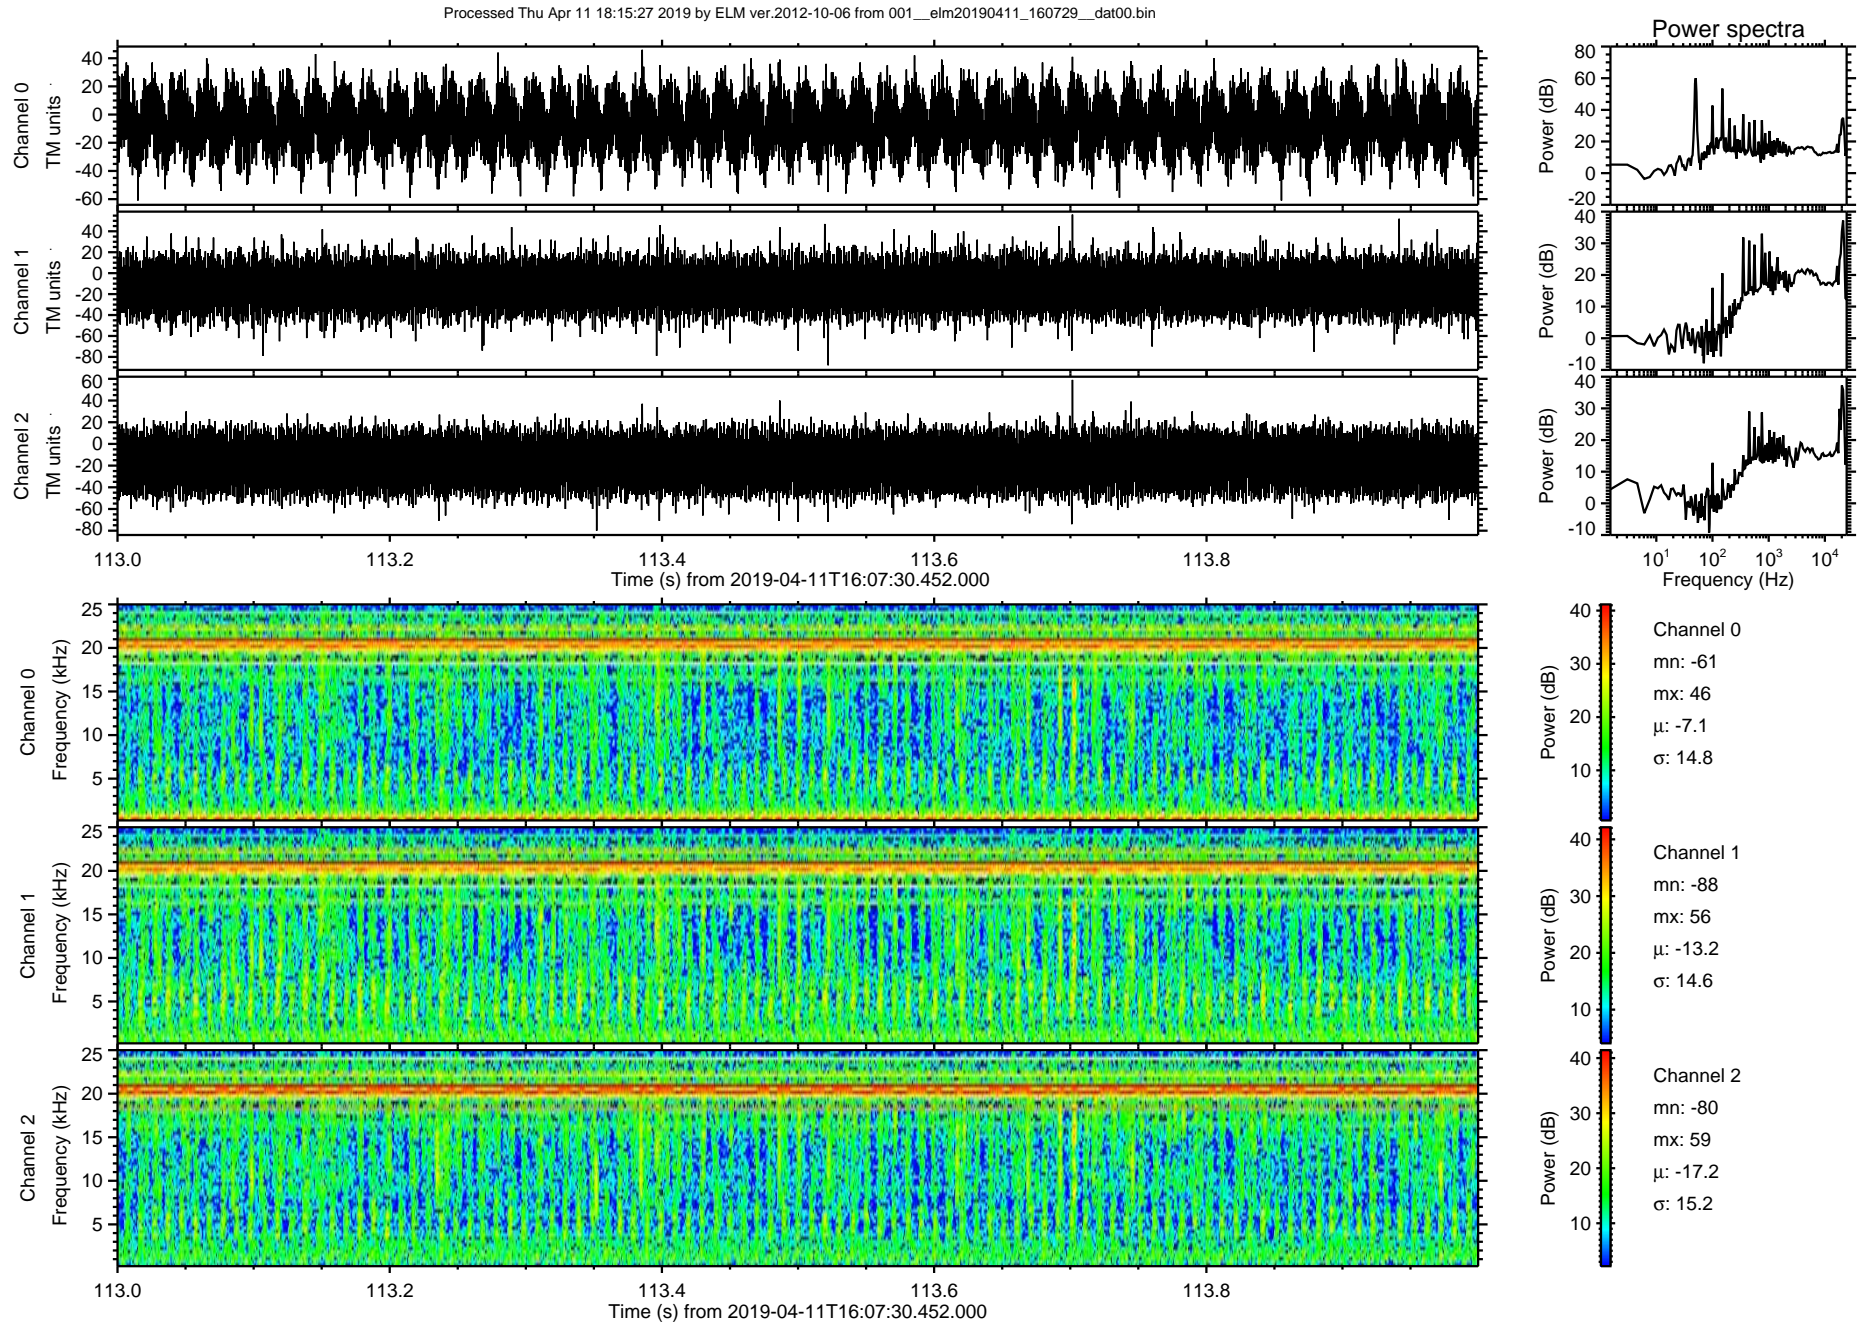 Processed Thu Apr 11 18:15:27 2019 by ELM ver.2012-10-06 from 001__elm20190411_160729__dat00.bin
Power spectra
Channel 0
TM units
40
20
0
-20
-40
-60
Power (dB)
80
60
40
20
0
-20
Channel 1
TM units
40
20
0
-20
-40
-60
-80
Power (dB)
40
30
20
10
0
-10
Channel 2
TM units
60
40
20
0
-20
-40
-60
-80
Power (dB)
40
30
20
10
0
-10
113.0 113.2 113.4 113.6 113.8
Time (s) from 2019-04-11T16:07:30.452.000
10^1 10^2 10^3 10^4
Frequency (Hz)
Channel 0
Frequency (kHz)
25
20
15
10
5
Power (dB)
40
30
20
10
Channel 0
mn: -61
mx: 46
μ: -7.1
σ: 14.8
Channel 1
Frequency (kHz)
25
20
15
10
5
Power (dB)
40
30
20
10
Channel 1
mn: -88
mx: 56
μ: -13.2
σ: 14.6
Channel 2
Frequency (kHz)
25
20
15
10
5
Power (dB)
40
30
20
10
Channel 2
mn: -80
mx: 59
μ: -17.2
σ: 15.2
113.0 113.2 113.4 113.6 113.8
Time (s) from 2019-04-11T16:07:30.452.000